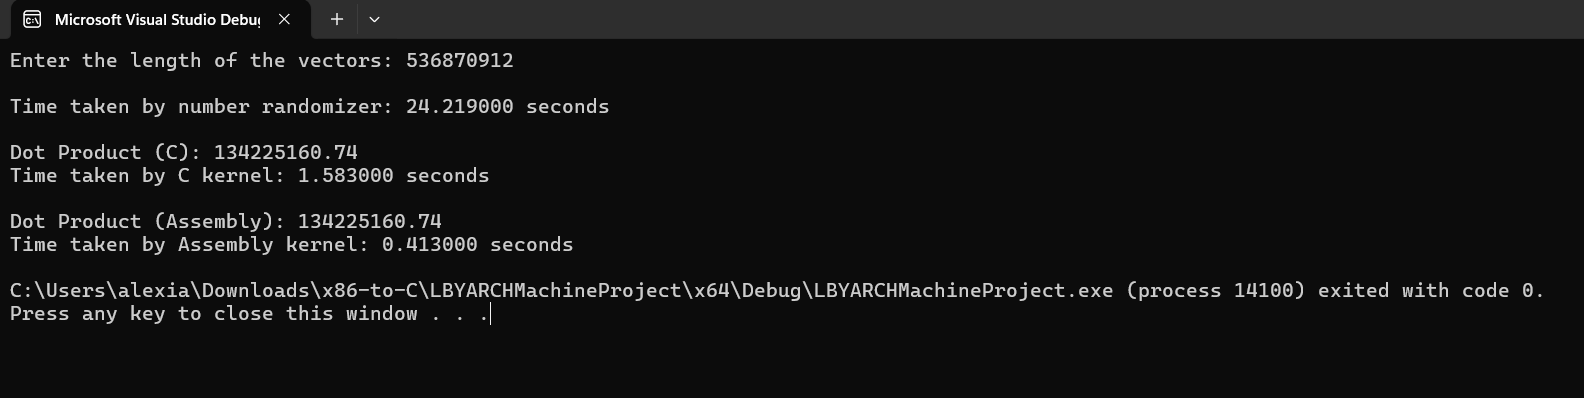 Microsoft Visual Studio Debug
Enter the length of the vectors: 536870912
Time taken by number randomizer: 24.219000 seconds
Dot Product (C): 134225160.74
Time taken by C kernel: 1.583000 seconds
Dot Product (Assembly): 134225160.74
Time taken by Assembly kernel: 0.413000 seconds
C:\Users\alexia\Downloads\x86-to-C\LBYARCHMachineProject\x64\Debug\LBYARCHMachineProject.exe (process 14100) exited with code 0.
Press any key to close this window . . .